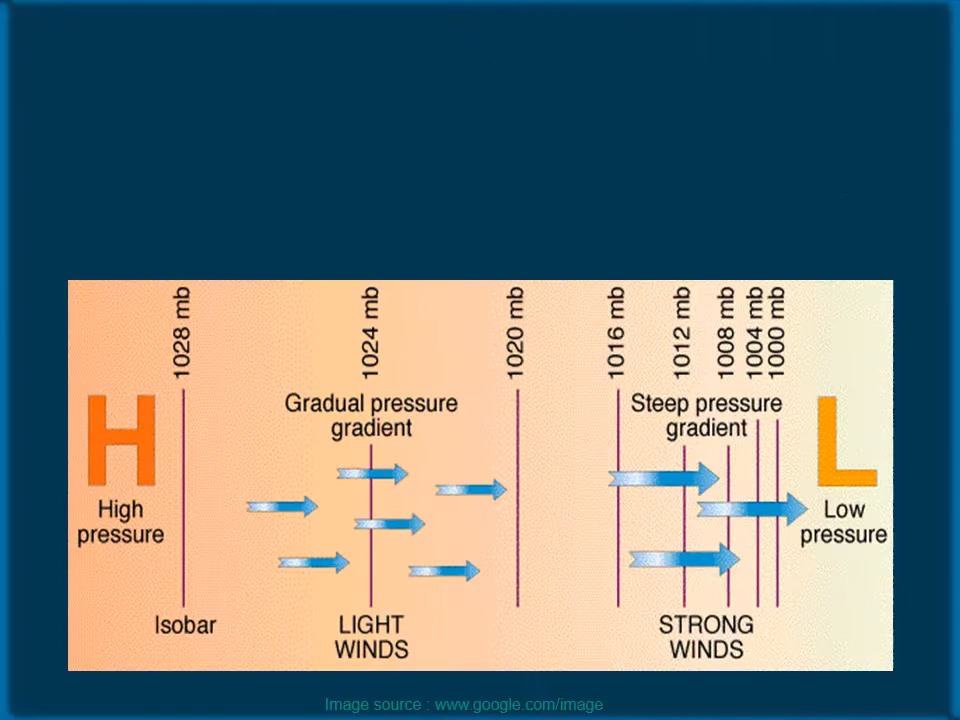 1028 mb
1024 mb
1020 mb
1016 mb
1012 mb
1008 mb
1004 mb
1000 mb
H
High
pressure
Gradual pressure
gradient
Steep pressure
gradient
L
Low
pressure
Isobar
LIGHT
WINDS
STRONG
WINDS
Image source : www.google.com/image